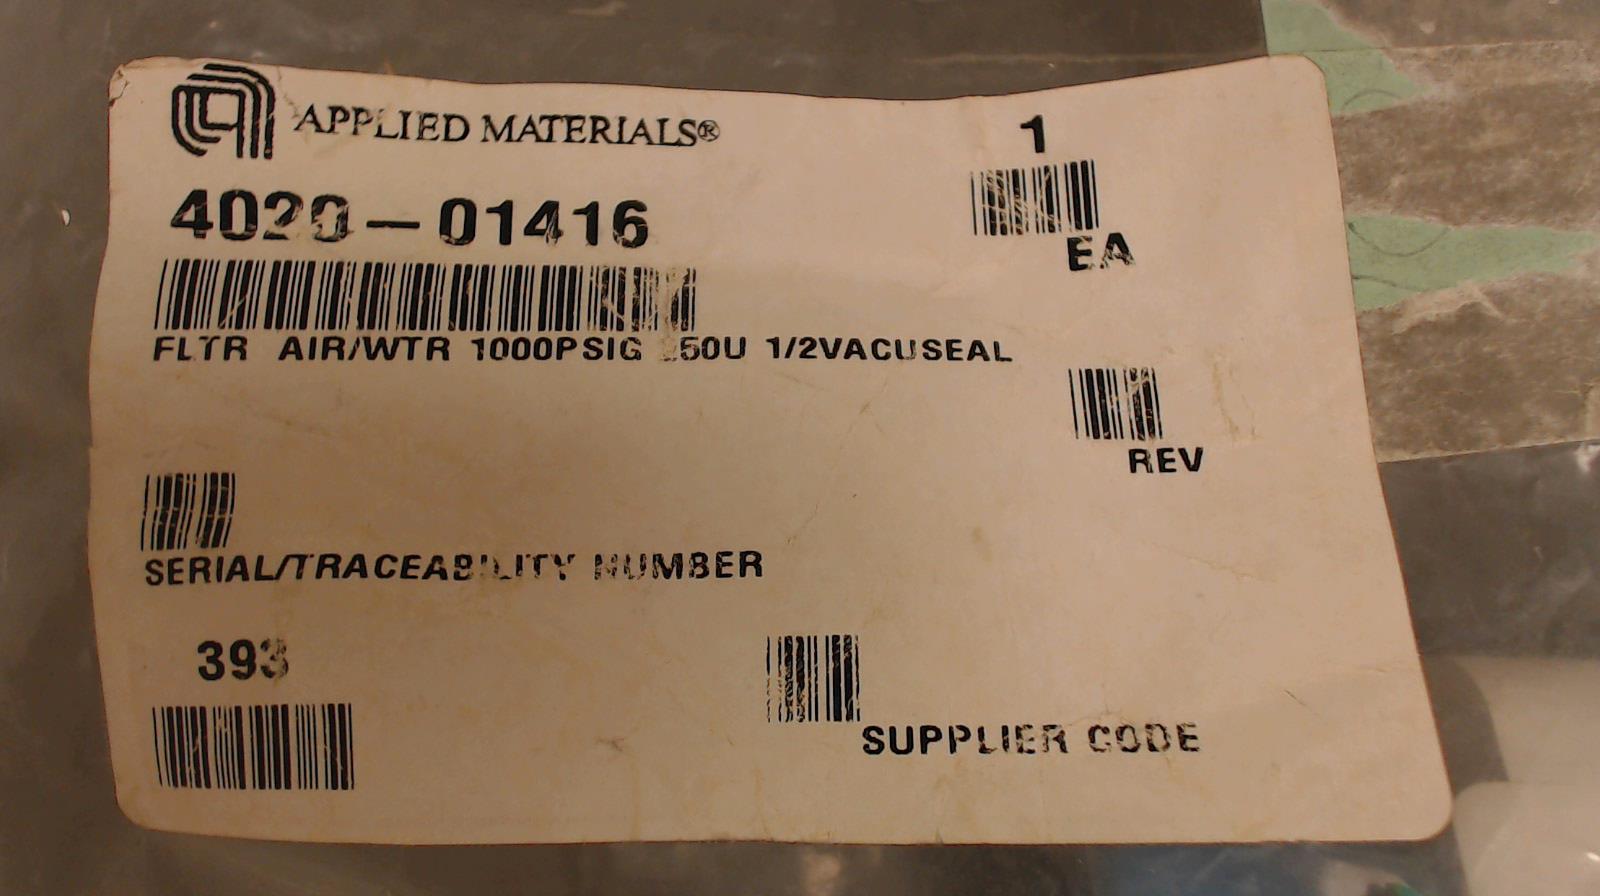 APPLIED MATERIALS®
1
4020-01416
EA
FLTR AIR/WTR 1000PSIG 1/2VACUSEAL
REV
SERIAL/TRACEABILITY NUMBER
393
SUPPLIER CODE